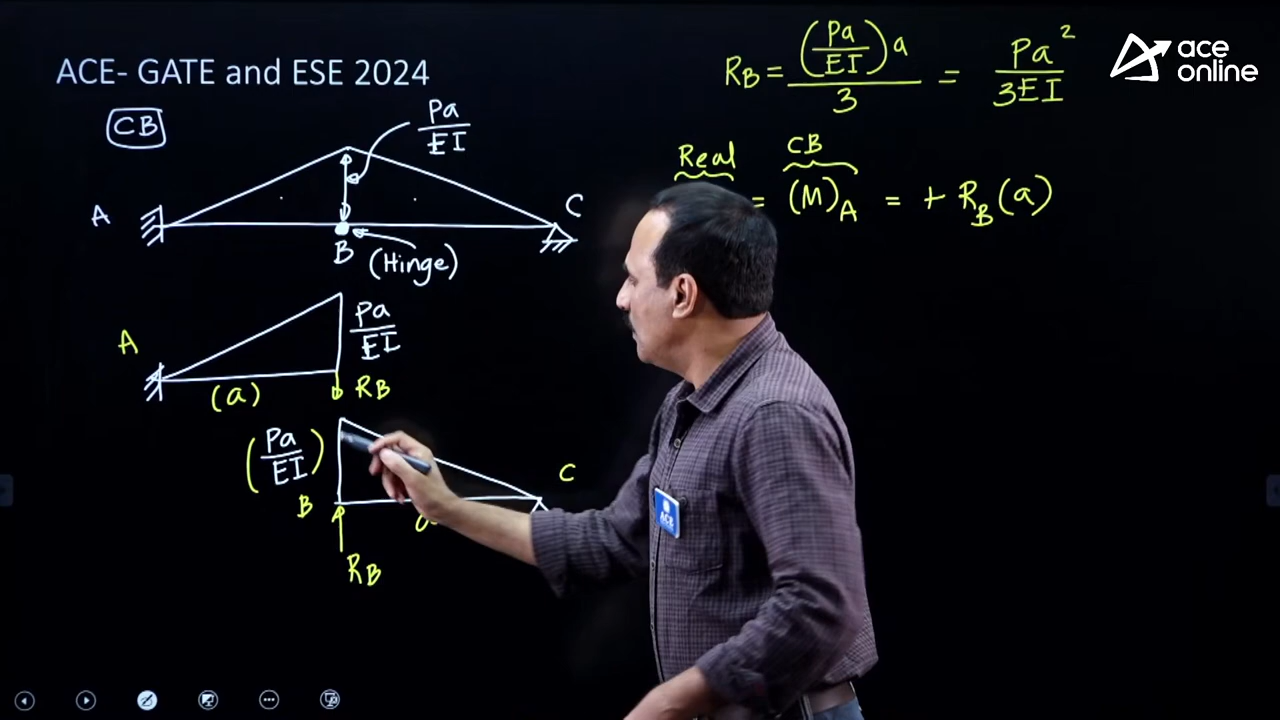 ACE- GATE and ESE 2024
ace
online
CB
Pa/EI
A
C
B
(Hinge)
A
Pa/EI
(a)
RB
(Pa/EI)
B
C
RB
RB = (Pa/EI)a/3 = Pa²/3EI
Real CB
= (M)A = + RB(a)
ACE